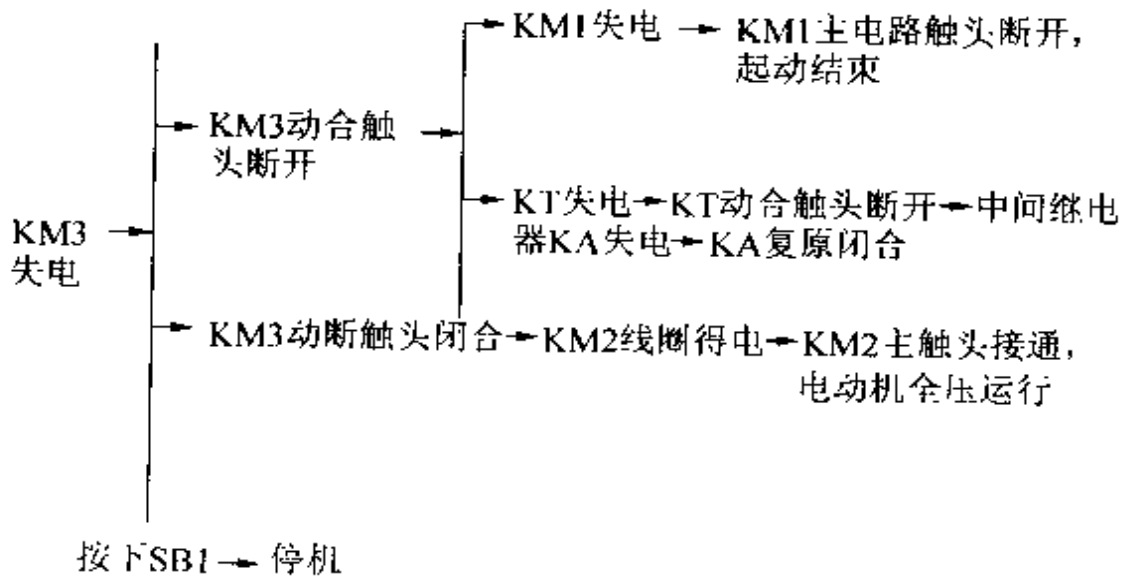 KM1失电 → KM1主电路触头断开,
起动结束
KM3动合触
头断开
KT失电→KT动合触头断开→中间继电
器KA失电→KA复原闭合
KM3
失电
KM3动断触头闭合→KM2线圈得电→KM2主触头接通,
电动机全压运行
按下SB1→停机